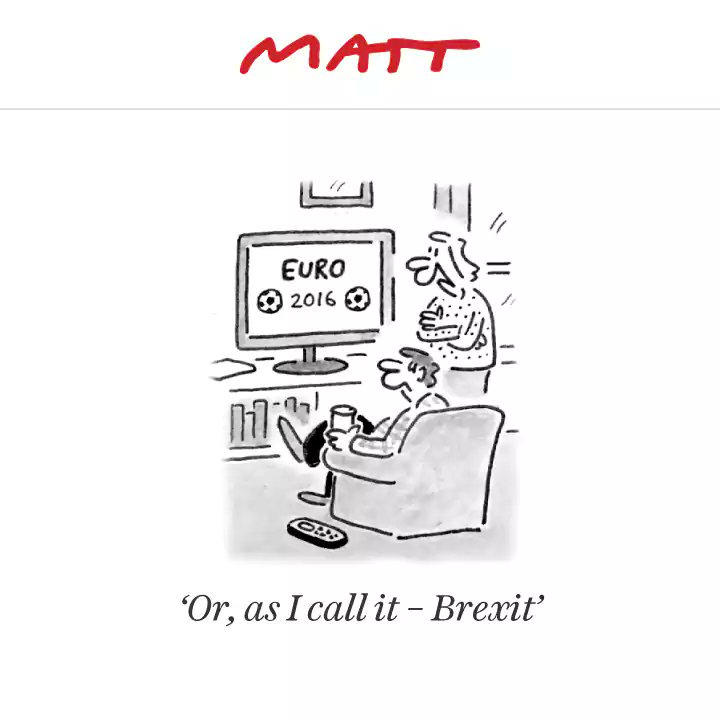 MATT
EURO
2016
‘Or, as I call it – Brexit’